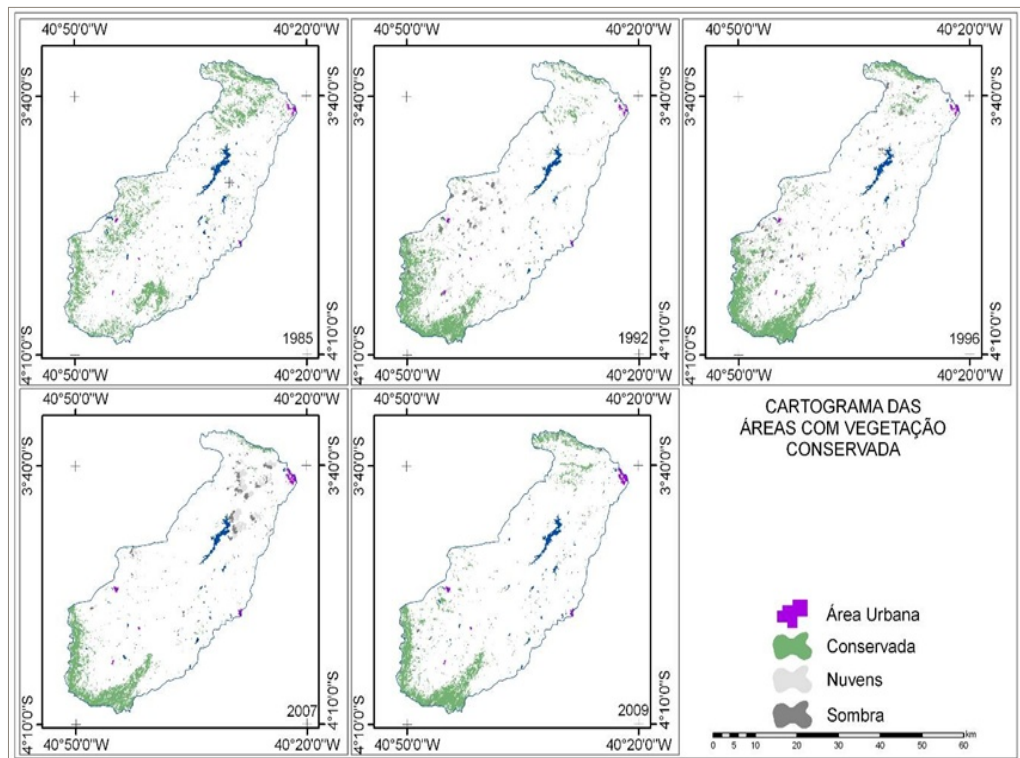 40°50'0"W 40°20'0"W
3°40'0"S 3°40'0"S
4°10'0"S 4°10'0"S
1985
40°50'0"W 40°20'0"W
40°50'0"W 40°20'0"W
3°40'0"S 3°40'0"S
4°10'0"S 4°10'0"S
1992
40°50'0"W 40°20'0"W
40°50'0"W 40°20'0"W
3°40'0"S 3°40'0"S
4°10'0"S 4°10'0"S
1996
40°50'0"W 40°20'0"W
40°50'0"W 40°20'0"W
3°40'0"S 3°40'0"S
4°10'0"S 4°10'0"S
2007
40°50'0"W 40°20'0"W
40°50'0"W 40°20'0"W
3°40'0"S 3°40'0"S
4°10'0"S 4°10'0"S
2009
40°50'0"W 40°20'0"W
CARTOGRAMA DAS
ÁREAS COM VEGETAÇÃO
CONSERVADA
Área Urbana
Conservada
Nuvens
Sombra
km
0 5 10 20 30 40 50 60